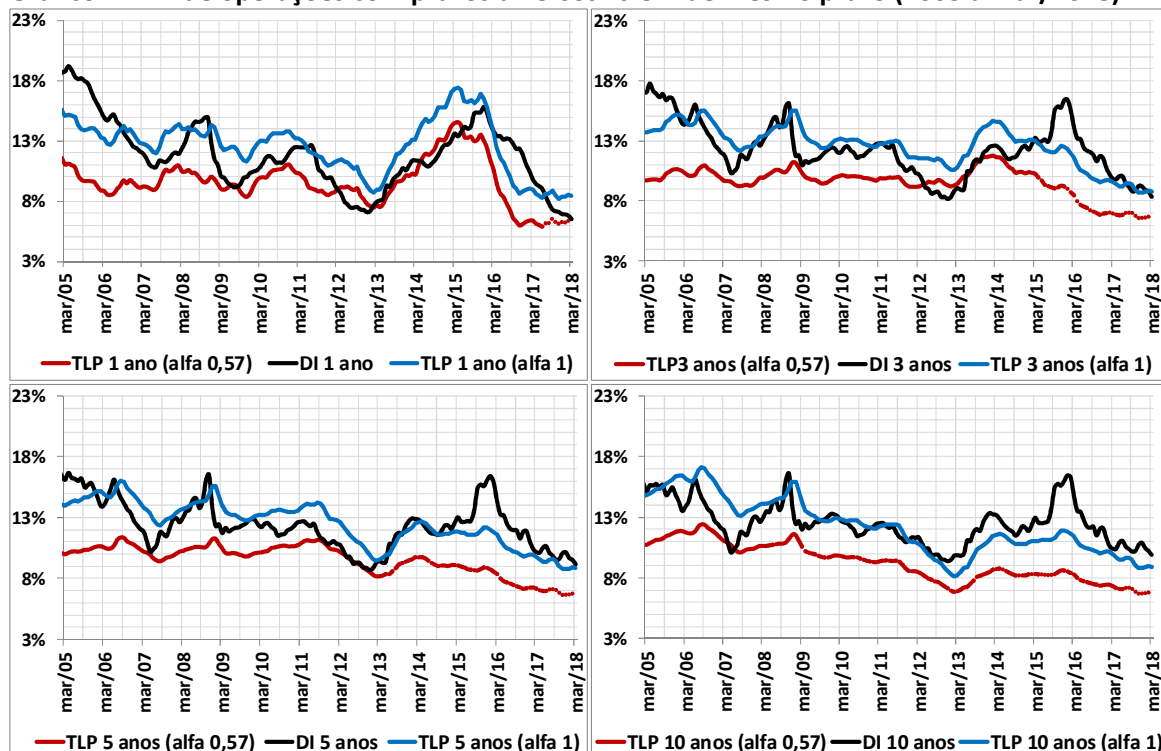 de operações com prazos
23%
18%
13%
8%
3%
mar/05
mar/06
mar/07
mar/08
mar/09
mar/10
mar/11
mar/12
mar/13
mar/14
mar/15
mar/16
mar/17
mar/18
TLP 1 ano (alfa 0,57) DI 1 ano TLP 1 ano (alfa 1)
23%
18%
13%
8%
3%
mar/05
mar/06
mar/07
mar/08
mar/09
mar/10
mar/11
mar/12
mar/13
mar/14
mar/15
mar/16
mar/17
mar/18
TLP3 anos (alfa 0,57) DI 3 anos TLP 3 anos (alfa 1)
23%
18%
13%
8%
3%
mar/05
mar/06
mar/07
mar/08
mar/09
mar/10
mar/11
mar/12
mar/13
mar/14
mar/15
mar/16
mar/17
mar/18
TLP 5 anos (alfa 0,57) DI 5 anos TLP 5 anos (alfa 1)
23%
18%
13%
8%
3%
mar/05
mar/06
mar/07
mar/08
mar/09
mar/10
mar/11
mar/12
mar/13
mar/14
mar/15
mar/16
mar/17
mar/18
TLP 10 anos (alfa 0,57) DI 10 anos TLP 10 anos (alfa 1)